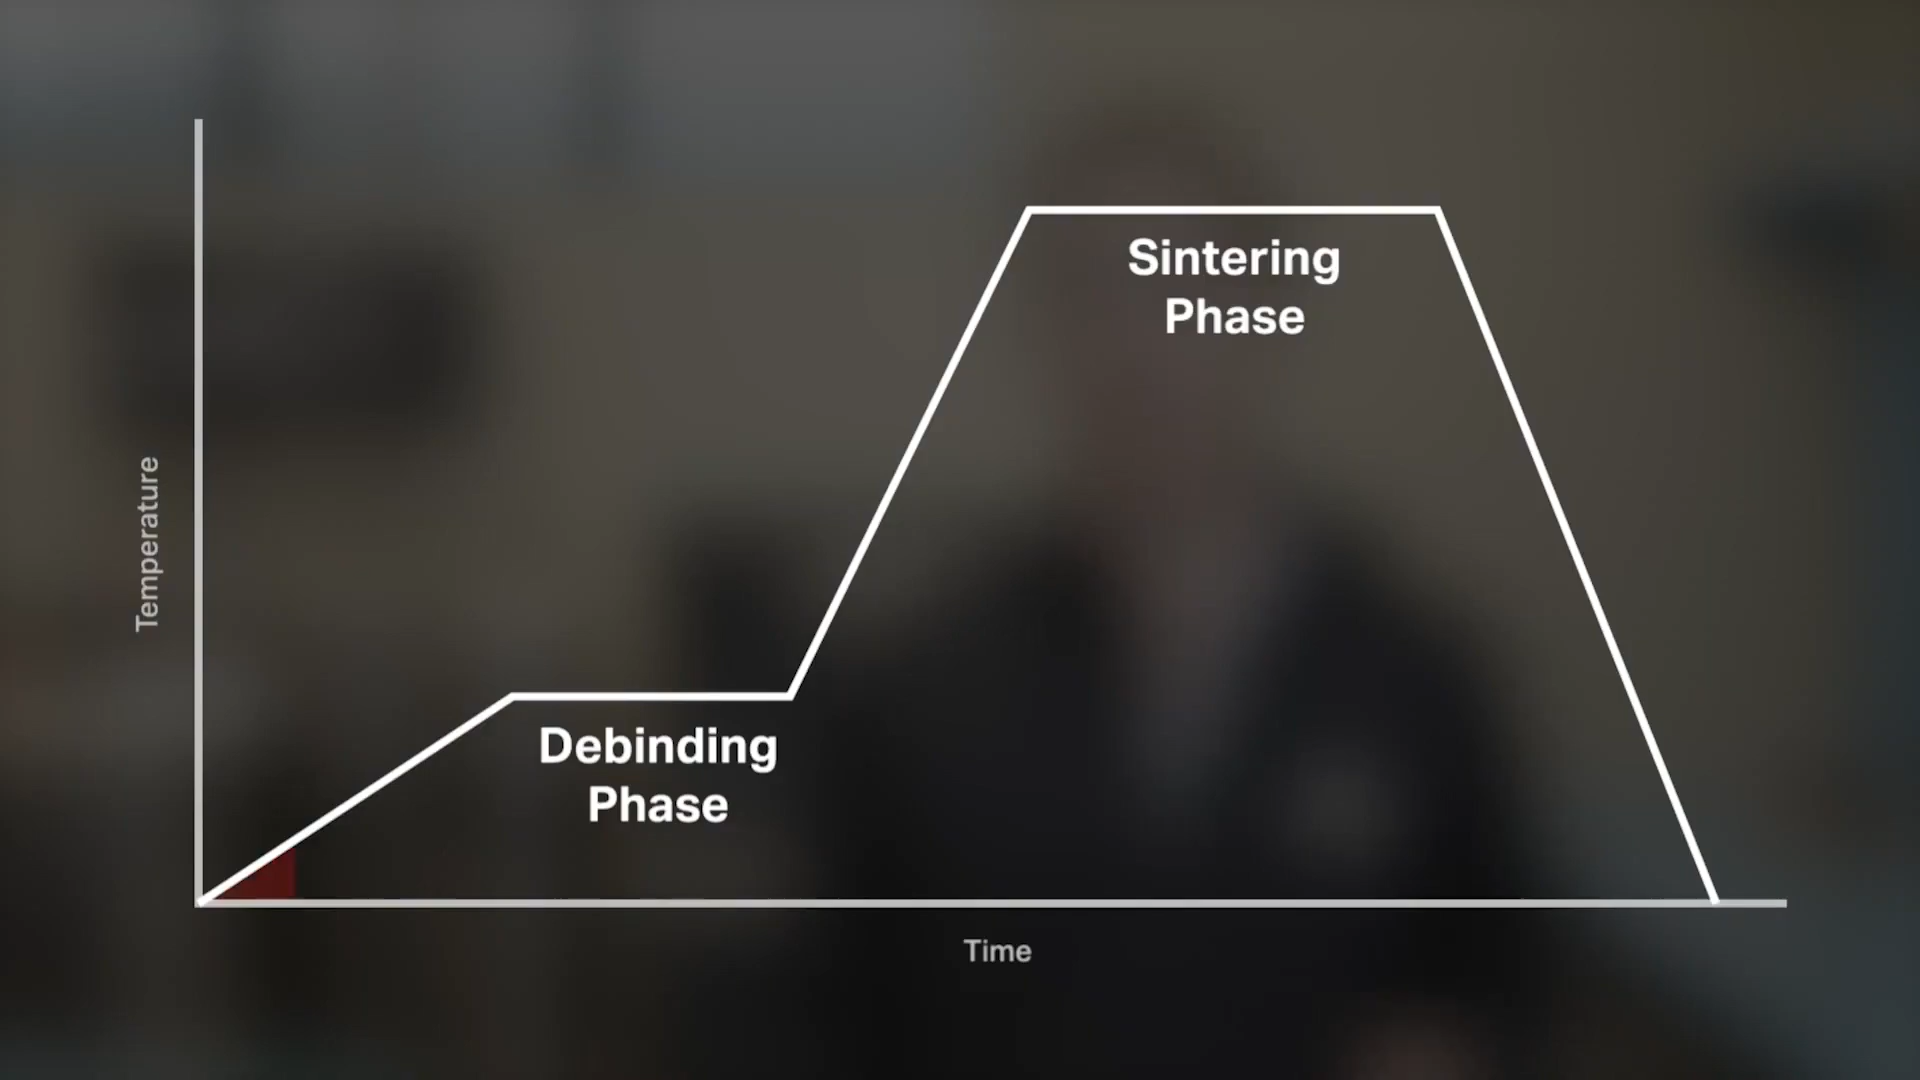 Temperature
Sintering
Phase
Debinding
Phase
Time